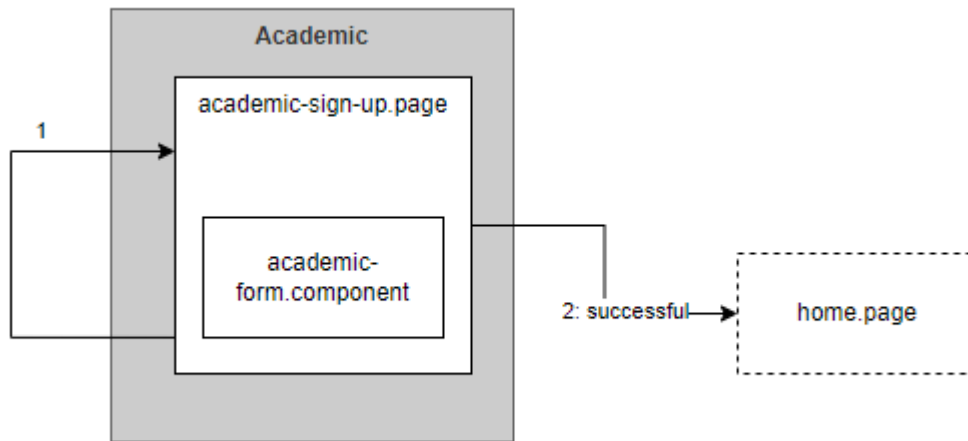 Academic
academic-sign-up.page
1
academic-
form.component
2: successful
home.page